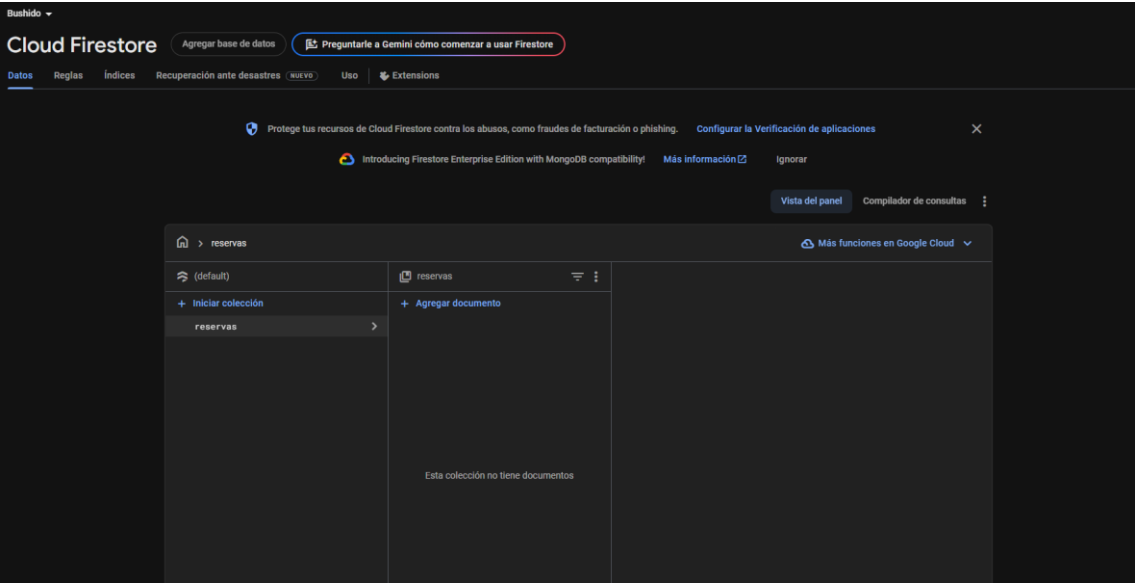 Bushido
Cloud Firestore Agregar base de datos Preguntarle a Gemini cómo comenzar a usar Firestore
Datos Reglas Índices Recuperación ante desastres NUEVO Uso Extensions
Protege tus recursos de Cloud Firestore contra los abusos, como fraudes de facturación o phishing. Configurar la Verificación de aplicaciones
Introducing Firestore Enterprise Edition with MongoDB compatibility! Más información Ignorar
Vista del panel Compilador de consultas
reservas Más funciones en Google Cloud
(default) reservas
+ Iniciar colección + Agregar documento
reservas
Esta colección no tiene documentos